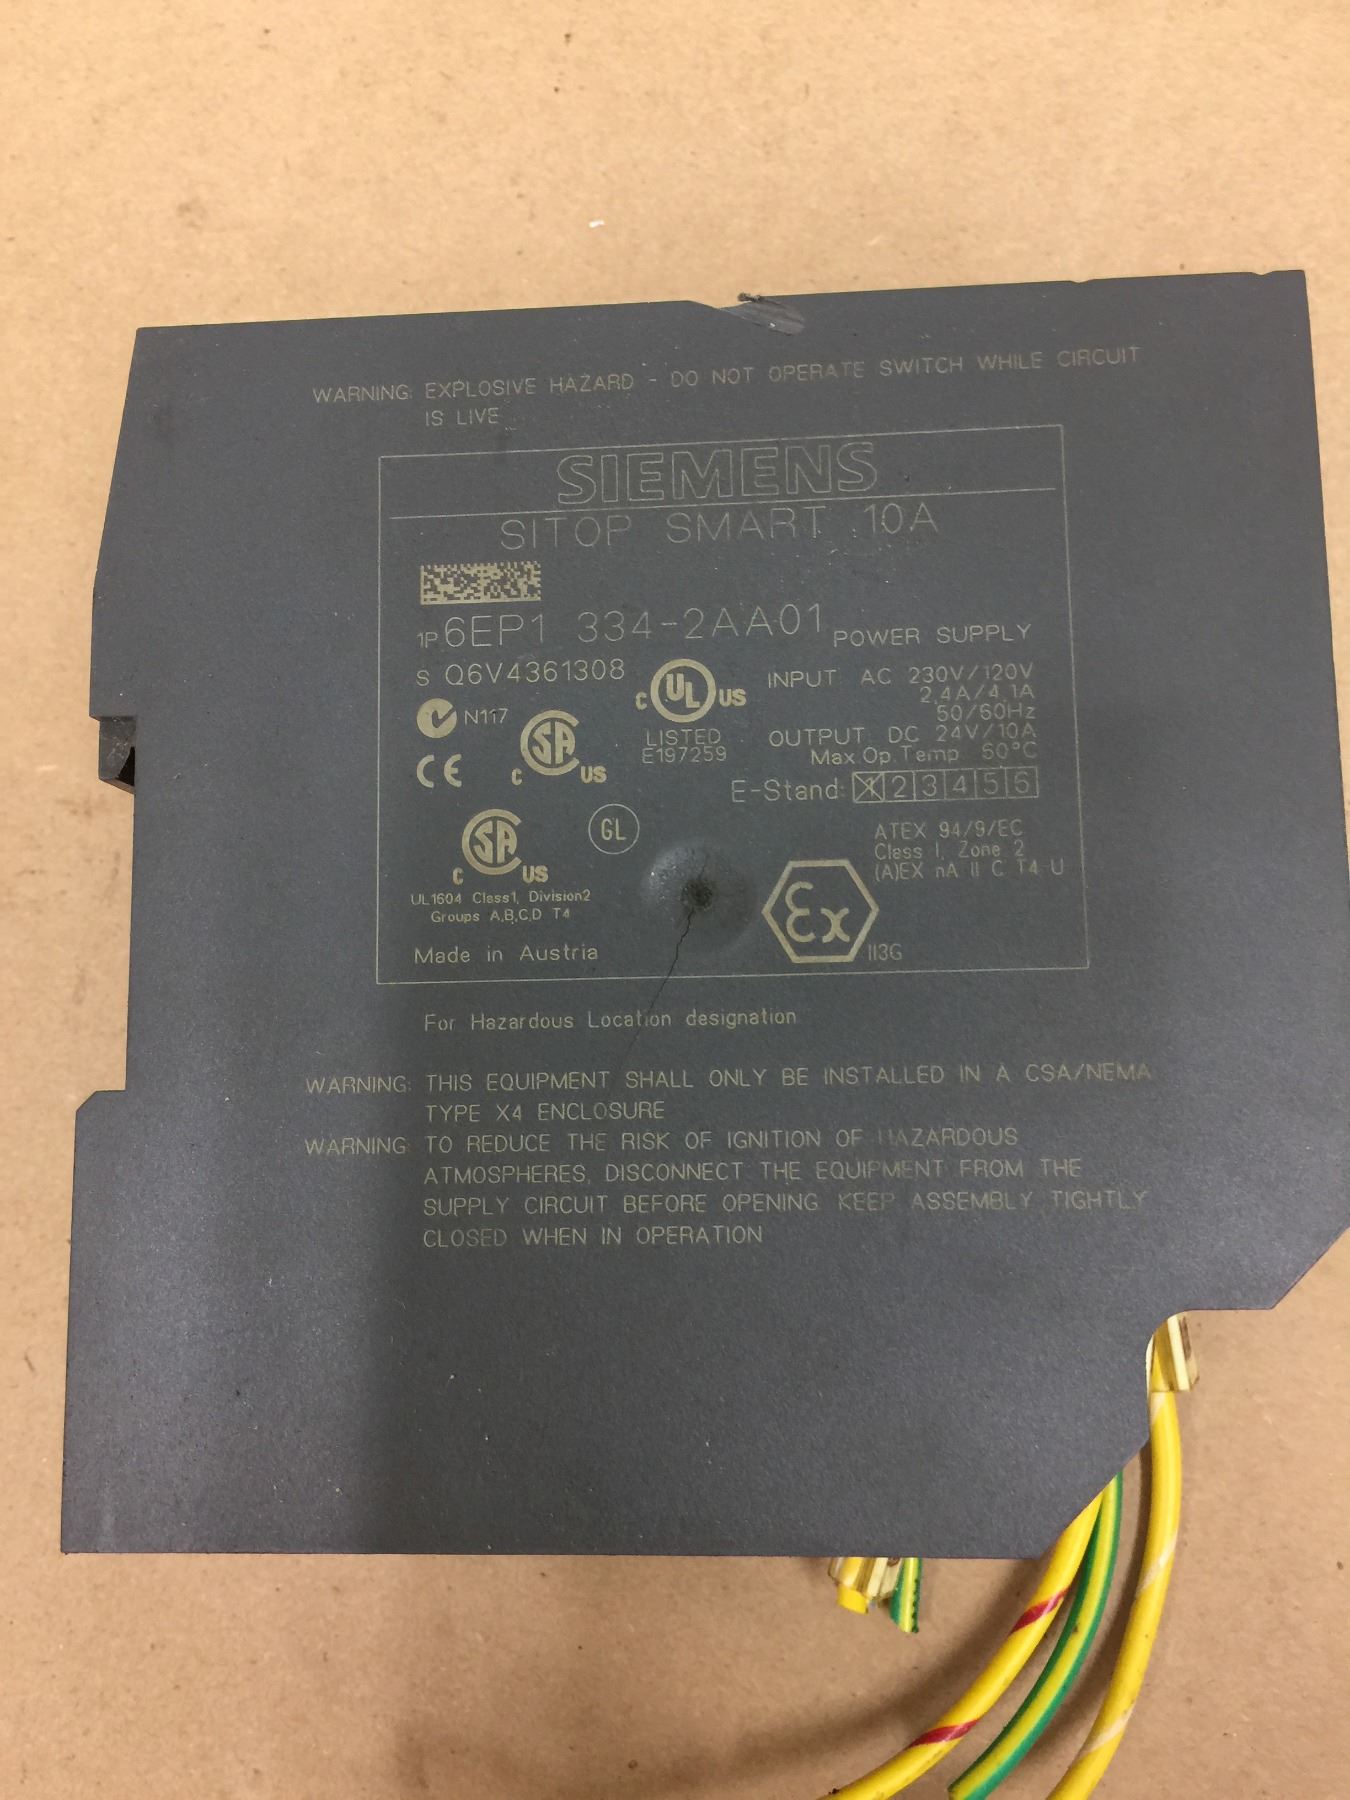 WARNING: EXPLOSIVE HAZARD - DO NOT OPERATE SWITCH WHILE CIRCUIT
IS LIVE
SIEMENS
SITOP SMART 10A
1P 6EP1 334-2AA01 POWER SUPPLY
S Q6V4361308
INPUT: AC 230V/120V
2,4A/4,1A
50/60Hz
OUTPUT: DC 24V/10A
Max.Op.Temp. 60°C
E-Stand: X 2 3 4 5 6
N117
C UL US
LISTED
E197259
CE
C SA US
C SA US
GL
UL1604 Class1, Division2
Groups A,B,C,D T4
ATEX 94/9/EC
Class I, Zone 2
(A)EX nA II C T4 U
Ex
II3G
Made in Austria
For Hazardous Location designation
WARNING: THIS EQUIPMENT SHALL ONLY BE INSTALLED IN A CSA/NEMA
TYPE X4 ENCLOSURE
WARNING: TO REDUCE THE RISK OF IGNITION OF HAZARDOUS
ATMOSPHERES, DISCONNECT THE EQUIPMENT FROM THE
SUPPLY CIRCUIT BEFORE OPENING. KEEP ASSEMBLY TIGHTLY
CLOSED WHEN IN OPERATION